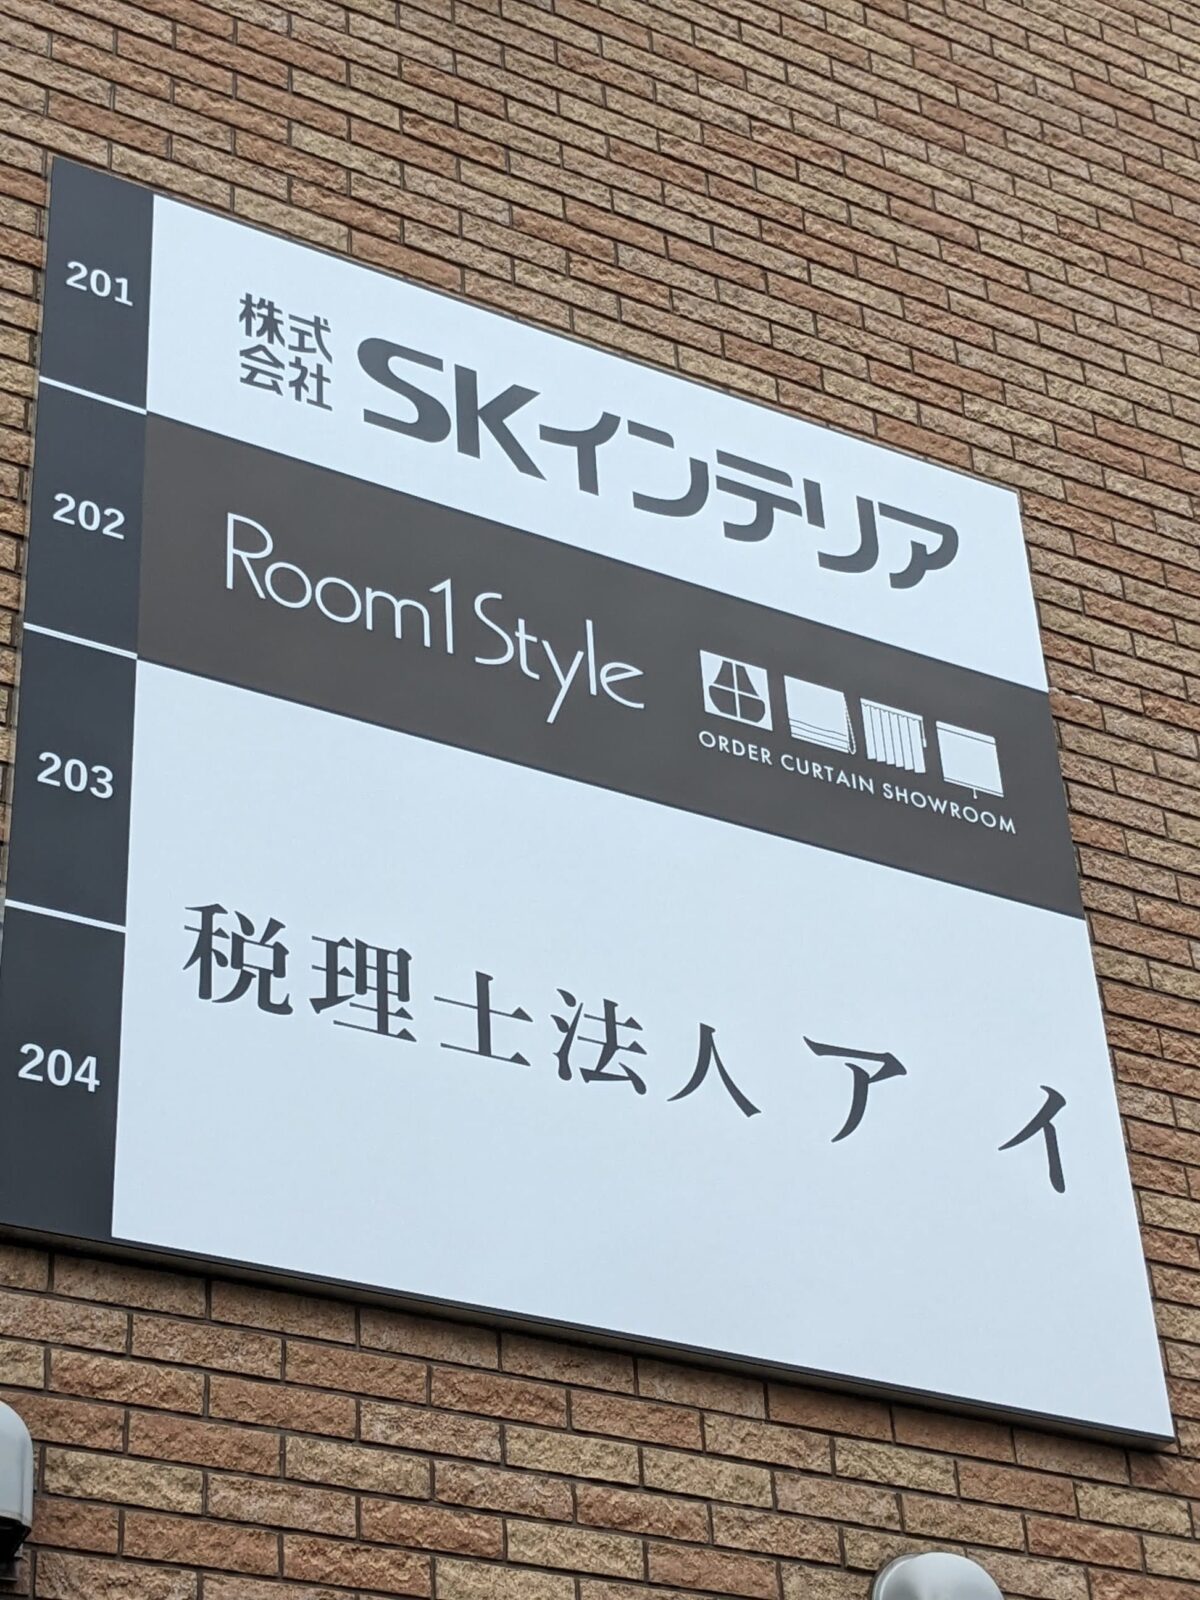 201
株式
会社
SKインテリア
202
Room1 Style
ORDER CURTAIN SHOWROOM
203
204
税理士法人 ア イ